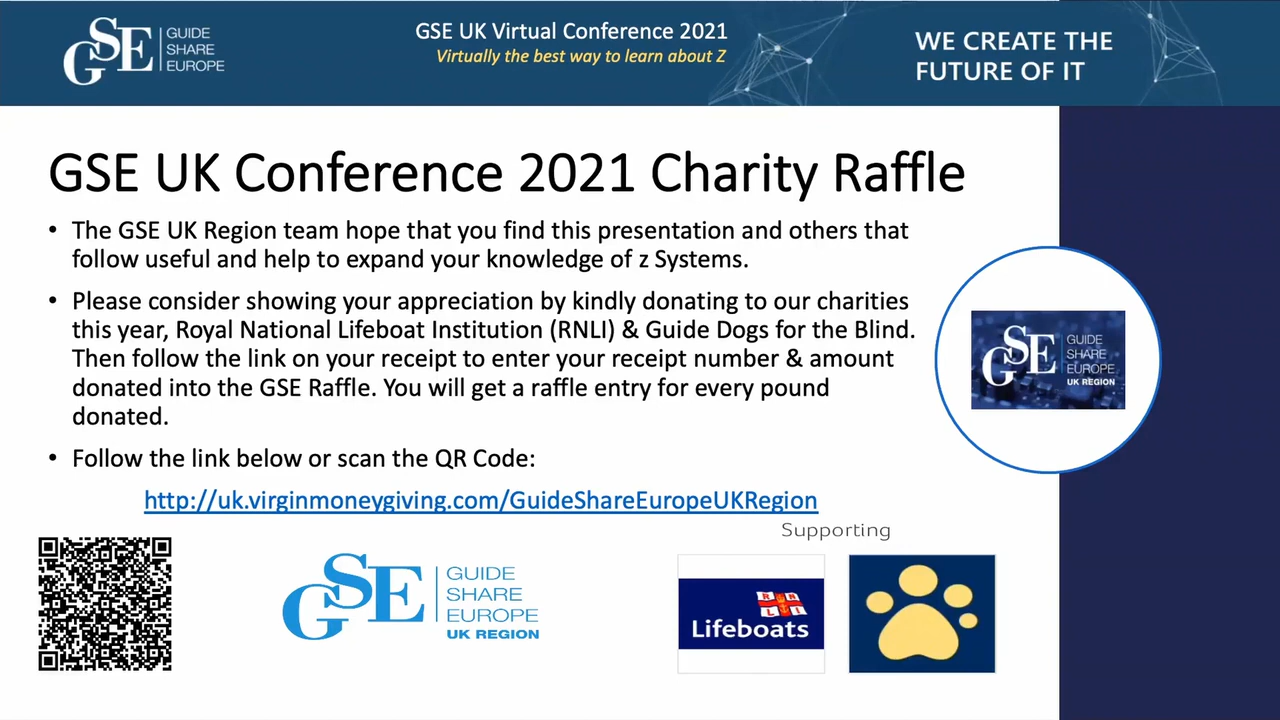 GSE GUIDE
SHARE
EUROPE
GSE UK Virtual Conference 2021
Virtually the best way to learn about Z
WE CREATE THE
FUTURE OF IT
GSE UK Conference 2021 Charity Raffle
• The GSE UK Region team hope that you find this presentation and others that
follow useful and help to expand your knowledge of z Systems.
• Please consider showing your appreciation by kindly donating to our charities
this year, Royal National Lifeboat Institution (RNLI) & Guide Dogs for the Blind.
Then follow the link on your receipt to enter your receipt number & amount
donated into the GSE Raffle. You will get a raffle entry for every pound
donated.
• Follow the link below or scan the QR Code:
http://uk.virginmoneygiving.com/GuideShareEuropeUKRegion
GSE GUIDE
SHARE
EUROPE
UK REGION
Supporting
GSE GUIDE
SHARE
EUROPE
UK REGION
R N
L I
Lifeboats